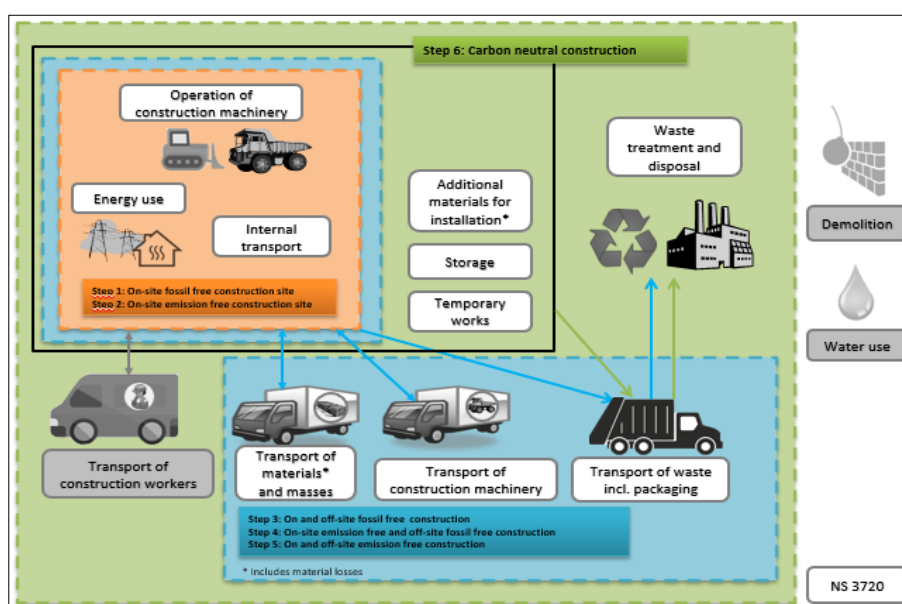 Step 6: Carbon neutral construction
Operation of
construction machinery
Energy use
Internal
transport
Steo 1: On-site fossil free construction site
Steo 2: On-site emission free construction site
Additional
materials for
installation*
Storage
Temporary
works
Waste
treatment and
disposal
Demolition
Water use
Transport of
construction workers
Transport of
materials*
and masses
Transport of
construction machinery
Transport of waste
incl. packaging
Step 3: On and off-site fossil free construction
Step 4: On-site emission free and off-site fossil free construction
Step 5: On and off-site emission free construction
* Includes material losses
NS 3720